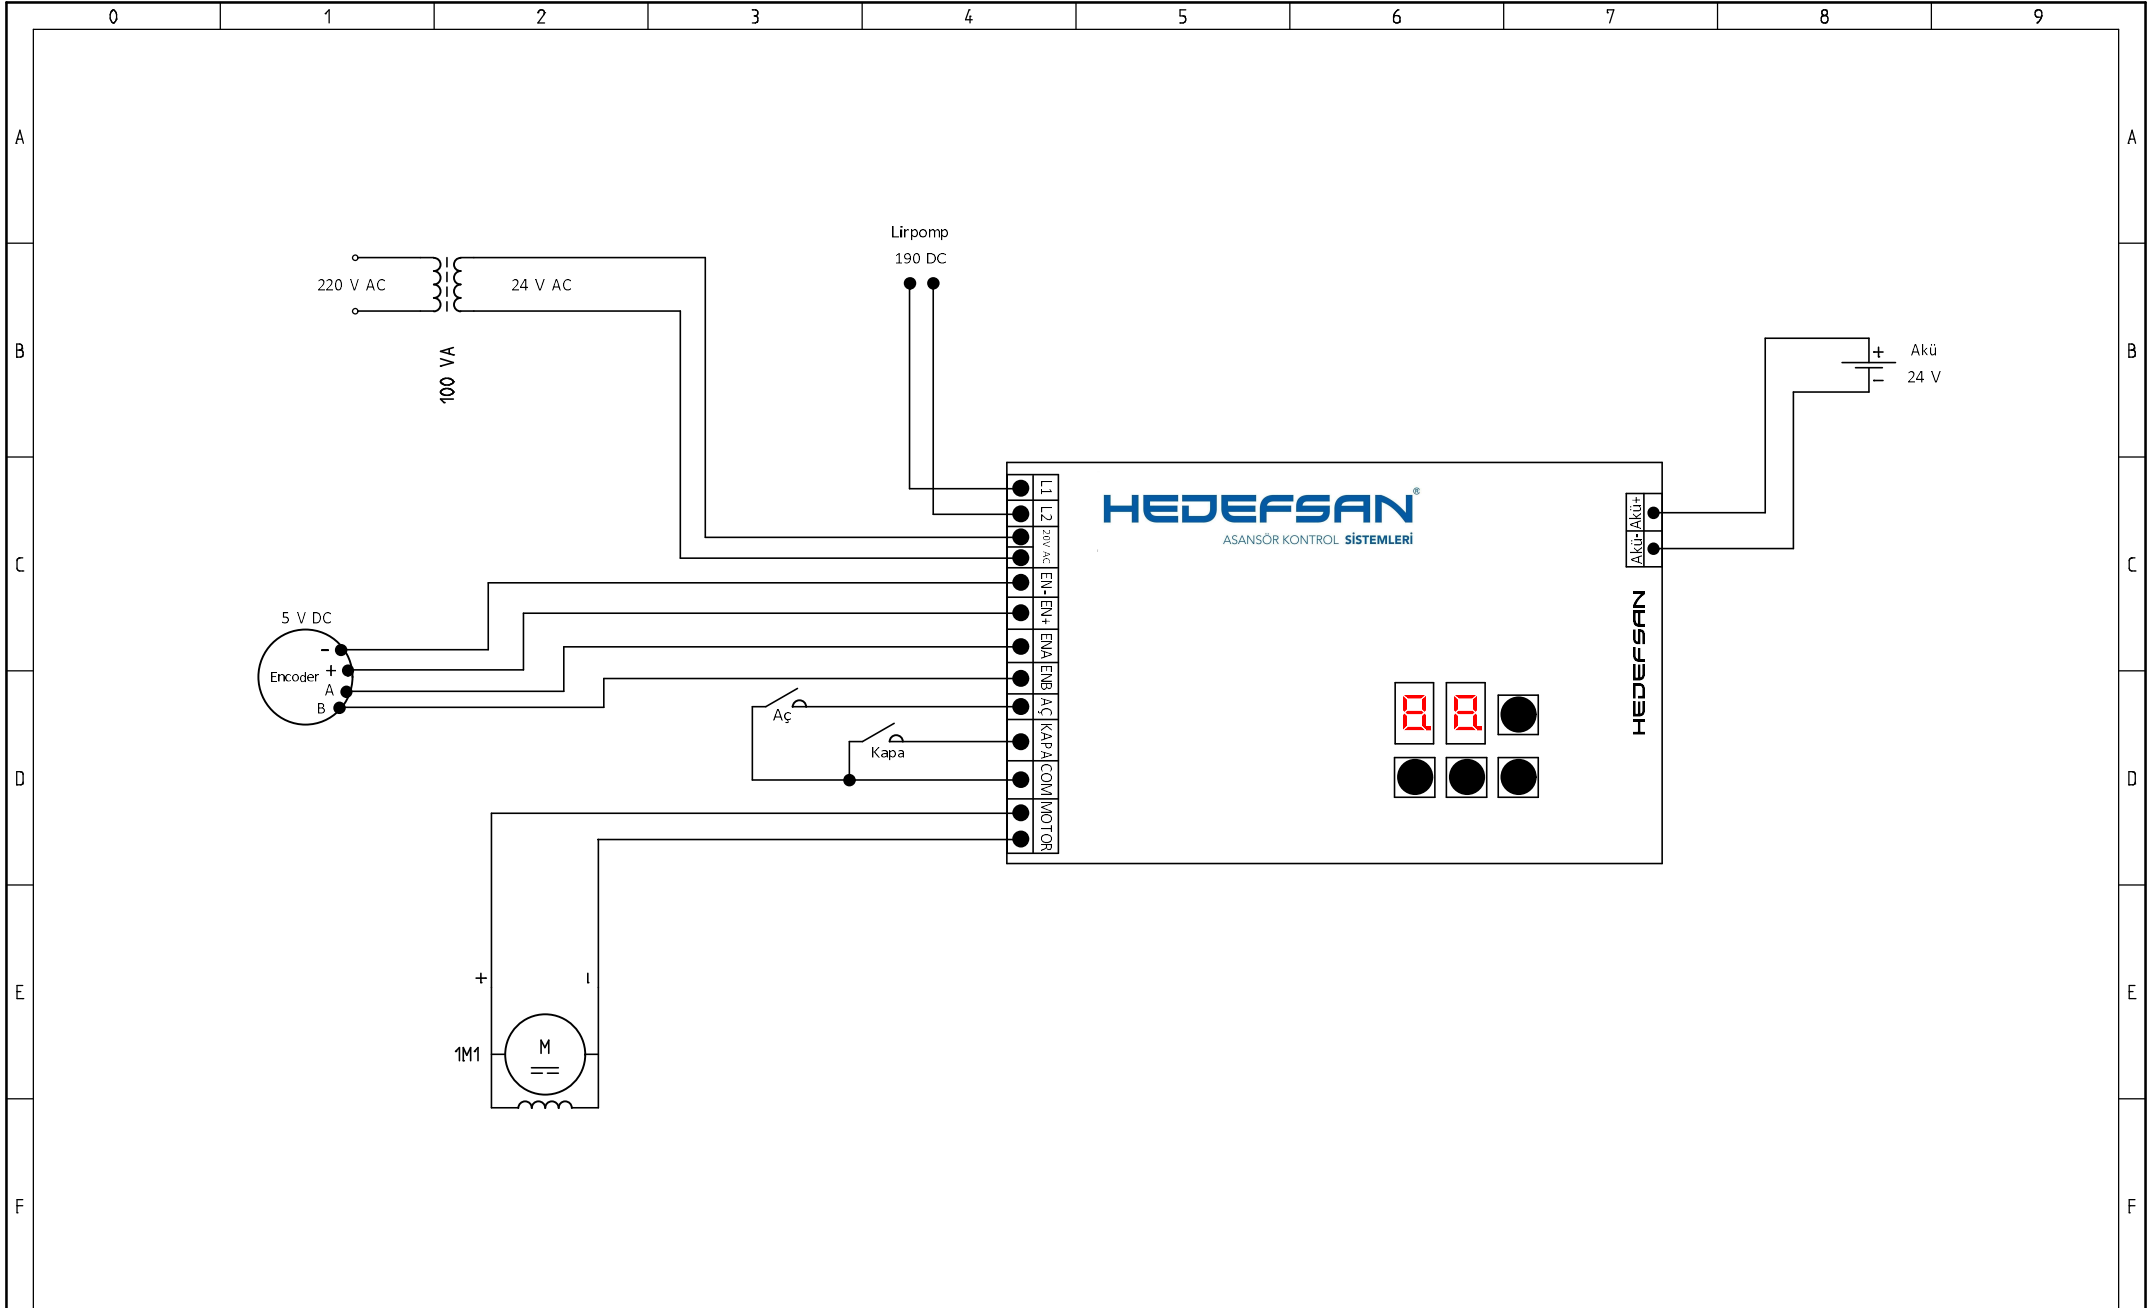 0 1 2 3 4 5 6 7 8 9
A A
Lirpomp
190 DC
220 V AC
24 V AC
100 VA
B B
+ Akü
- 24 V
L1
L2
20V AC
EN-
EN+
ENA
ENB
AÇ
KAPA
COM
MOTOR
HEDEFSAN®
ASANSÖR KONTROL SİSTEMLERİ
Akü+
Akü-
HEDEFSAN
C C
5 V DC
-
Encoder +
A
B
Aç
Kapa
8. 8.
D D
+ -
E E
1M1
M
F F